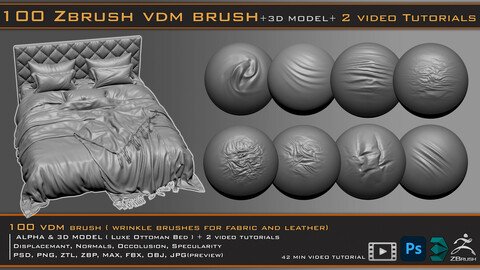 100 Zbrush vdm brush+3D model+ 2 video Tutorials
100 VDM brush ( wrinkle brushes for fabric and leather)
ALPHA & 3D MODEL ( Luxe Ottoman Bed ) + 2 video tutorials
Displacemant, Normals, Occolusion, Specularity
PSD, PNG, ZTL, ZBP, MAX, FBX, OBJ, JPG(preview)
42 min video tutorial
Ps
ZBrush